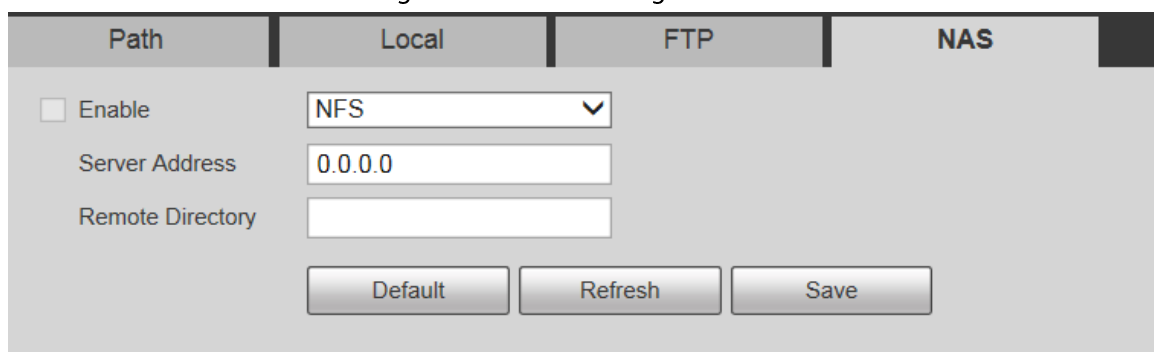 Path Local FTP NAS
Enable NFS
Server Address 0.0.0.0
Remote Directory
Default Refresh Save